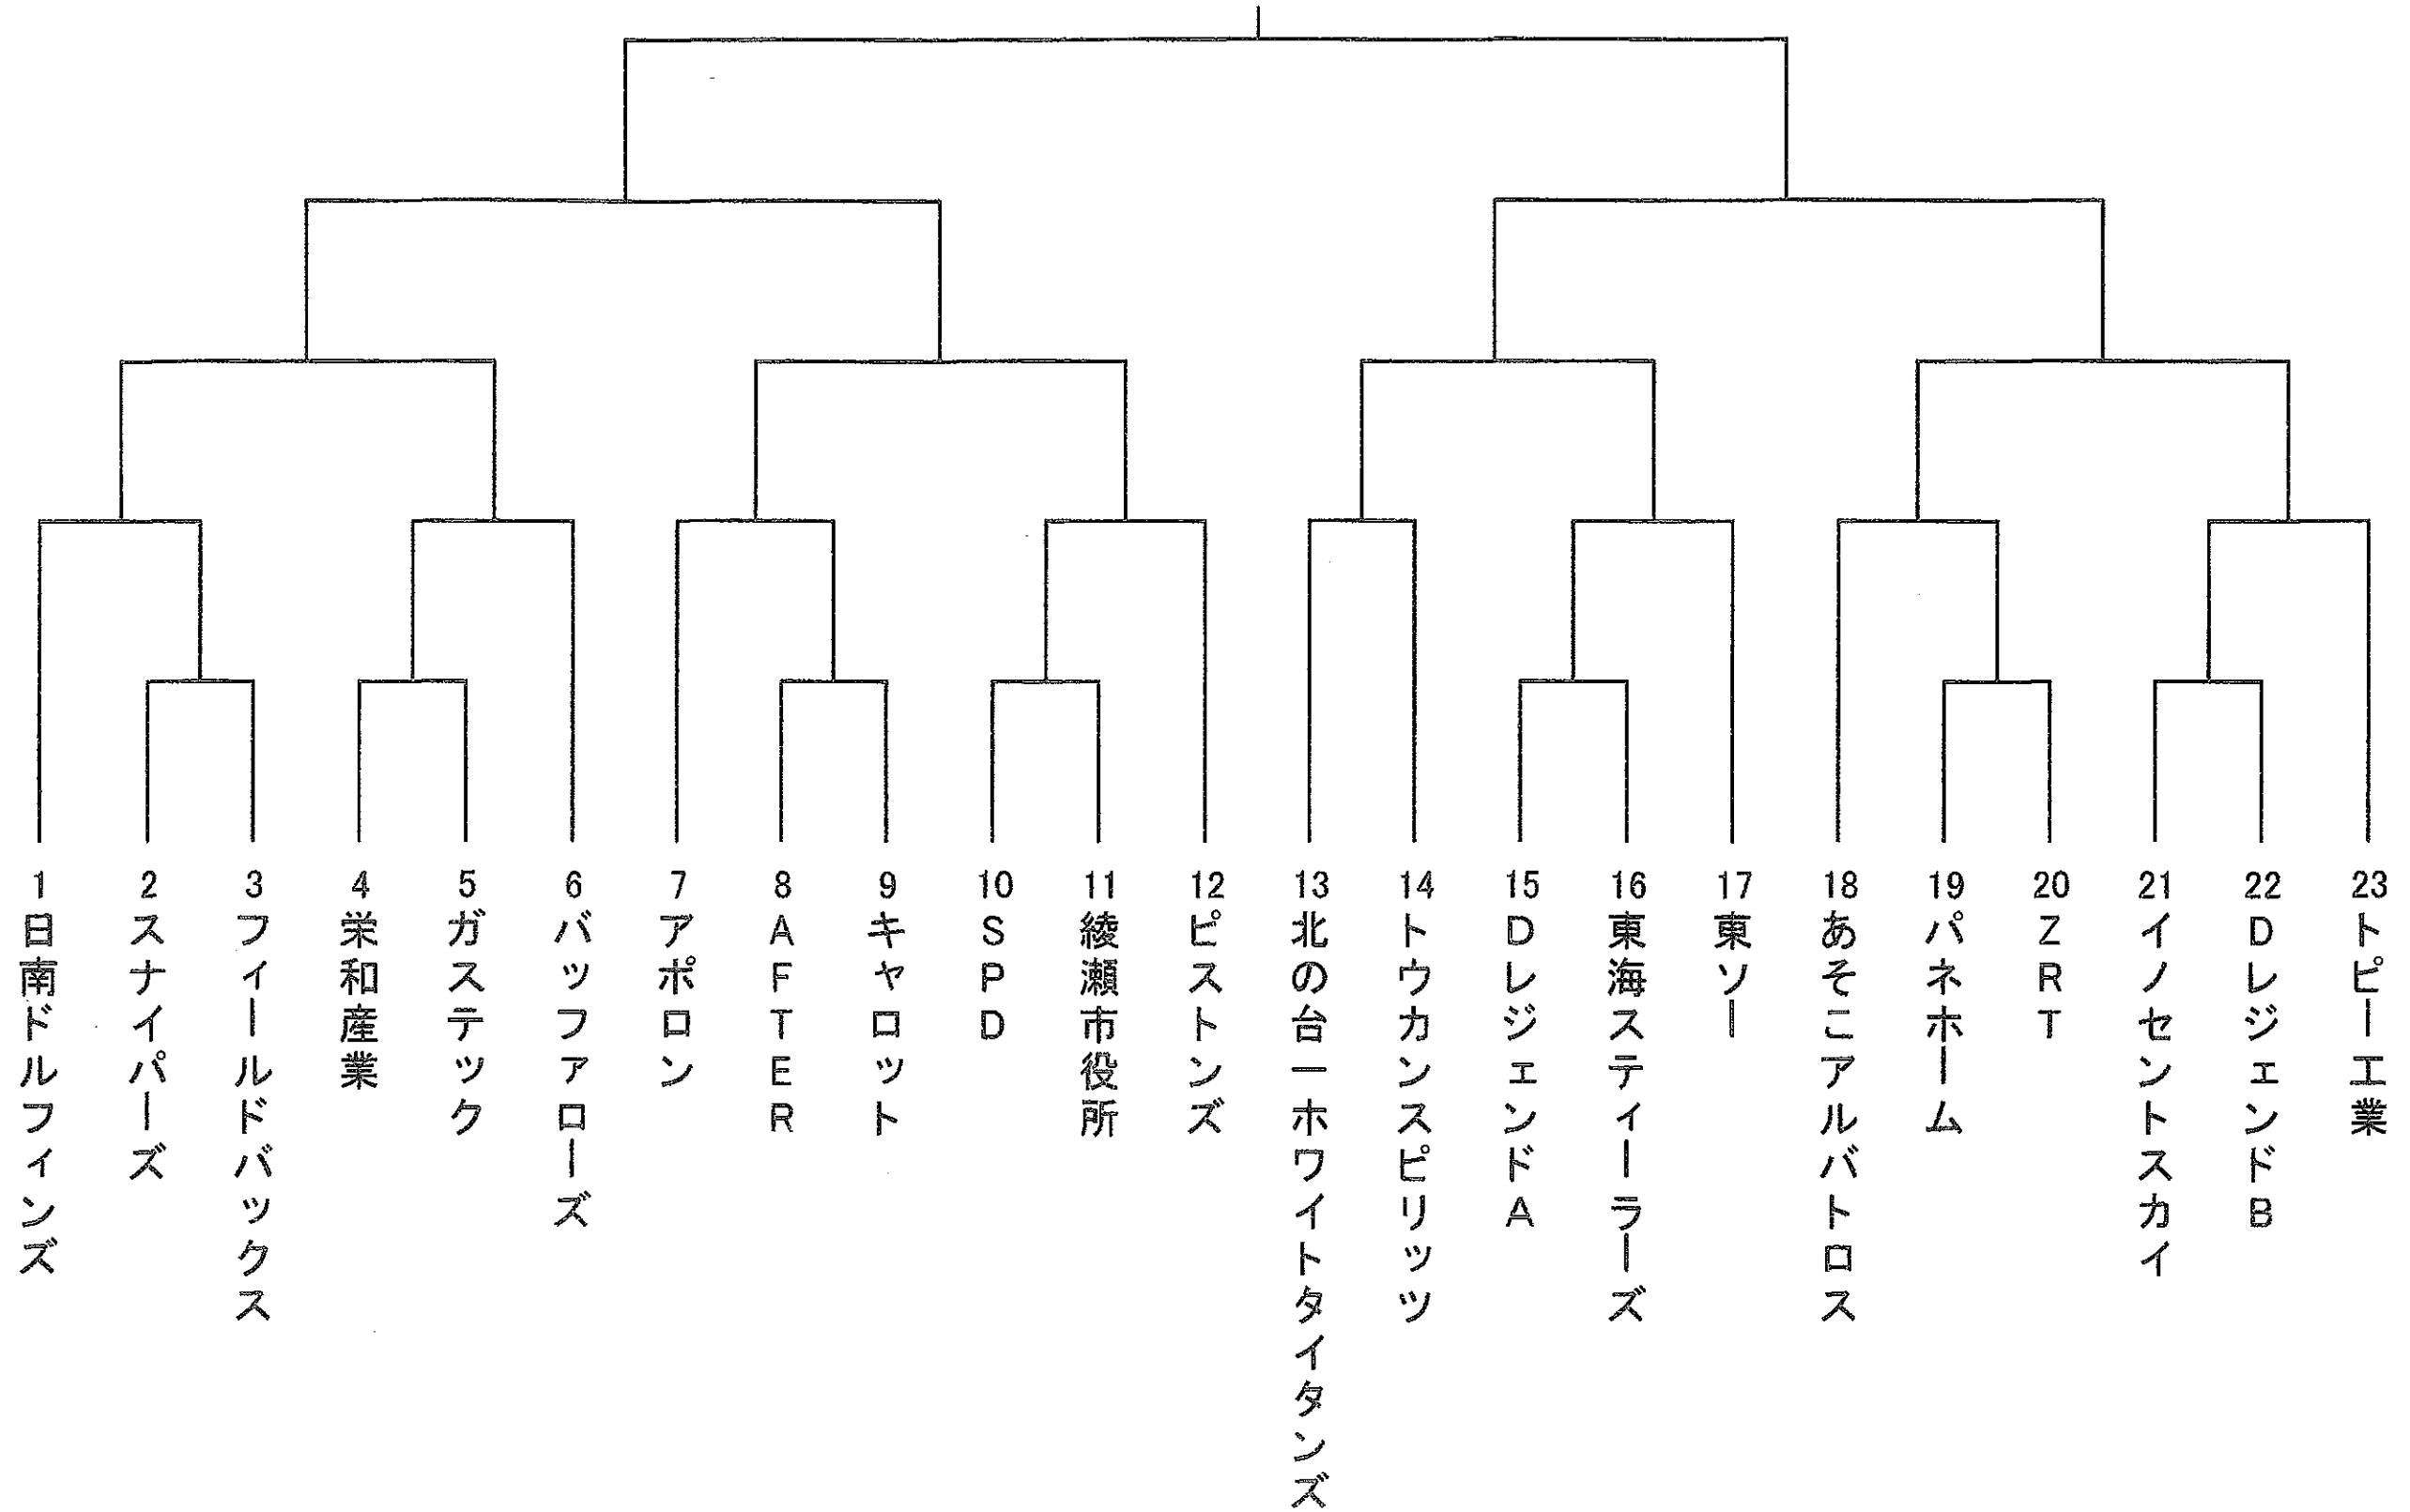 1 日南ドルフィンズ
2 スナイパーズ
3 フィールドバックス
4 栄和産業
5 ガステック
6 バッファローズ
7 アポロン
8 AFTER
9 キャロット
10 SPD
11 綾瀬市役所
12 ピストンズ
13 北の台一ホワイトタイタンズ
14 トウカンスピリッツ
15 DレジェンドA
16 東海スティーラーズ
17 東ソー
18 あそこアルバトロス
19 パネホーム
20 ZRT
21 イノセントスカイ
22 DレジェンドB
23 トピー工業